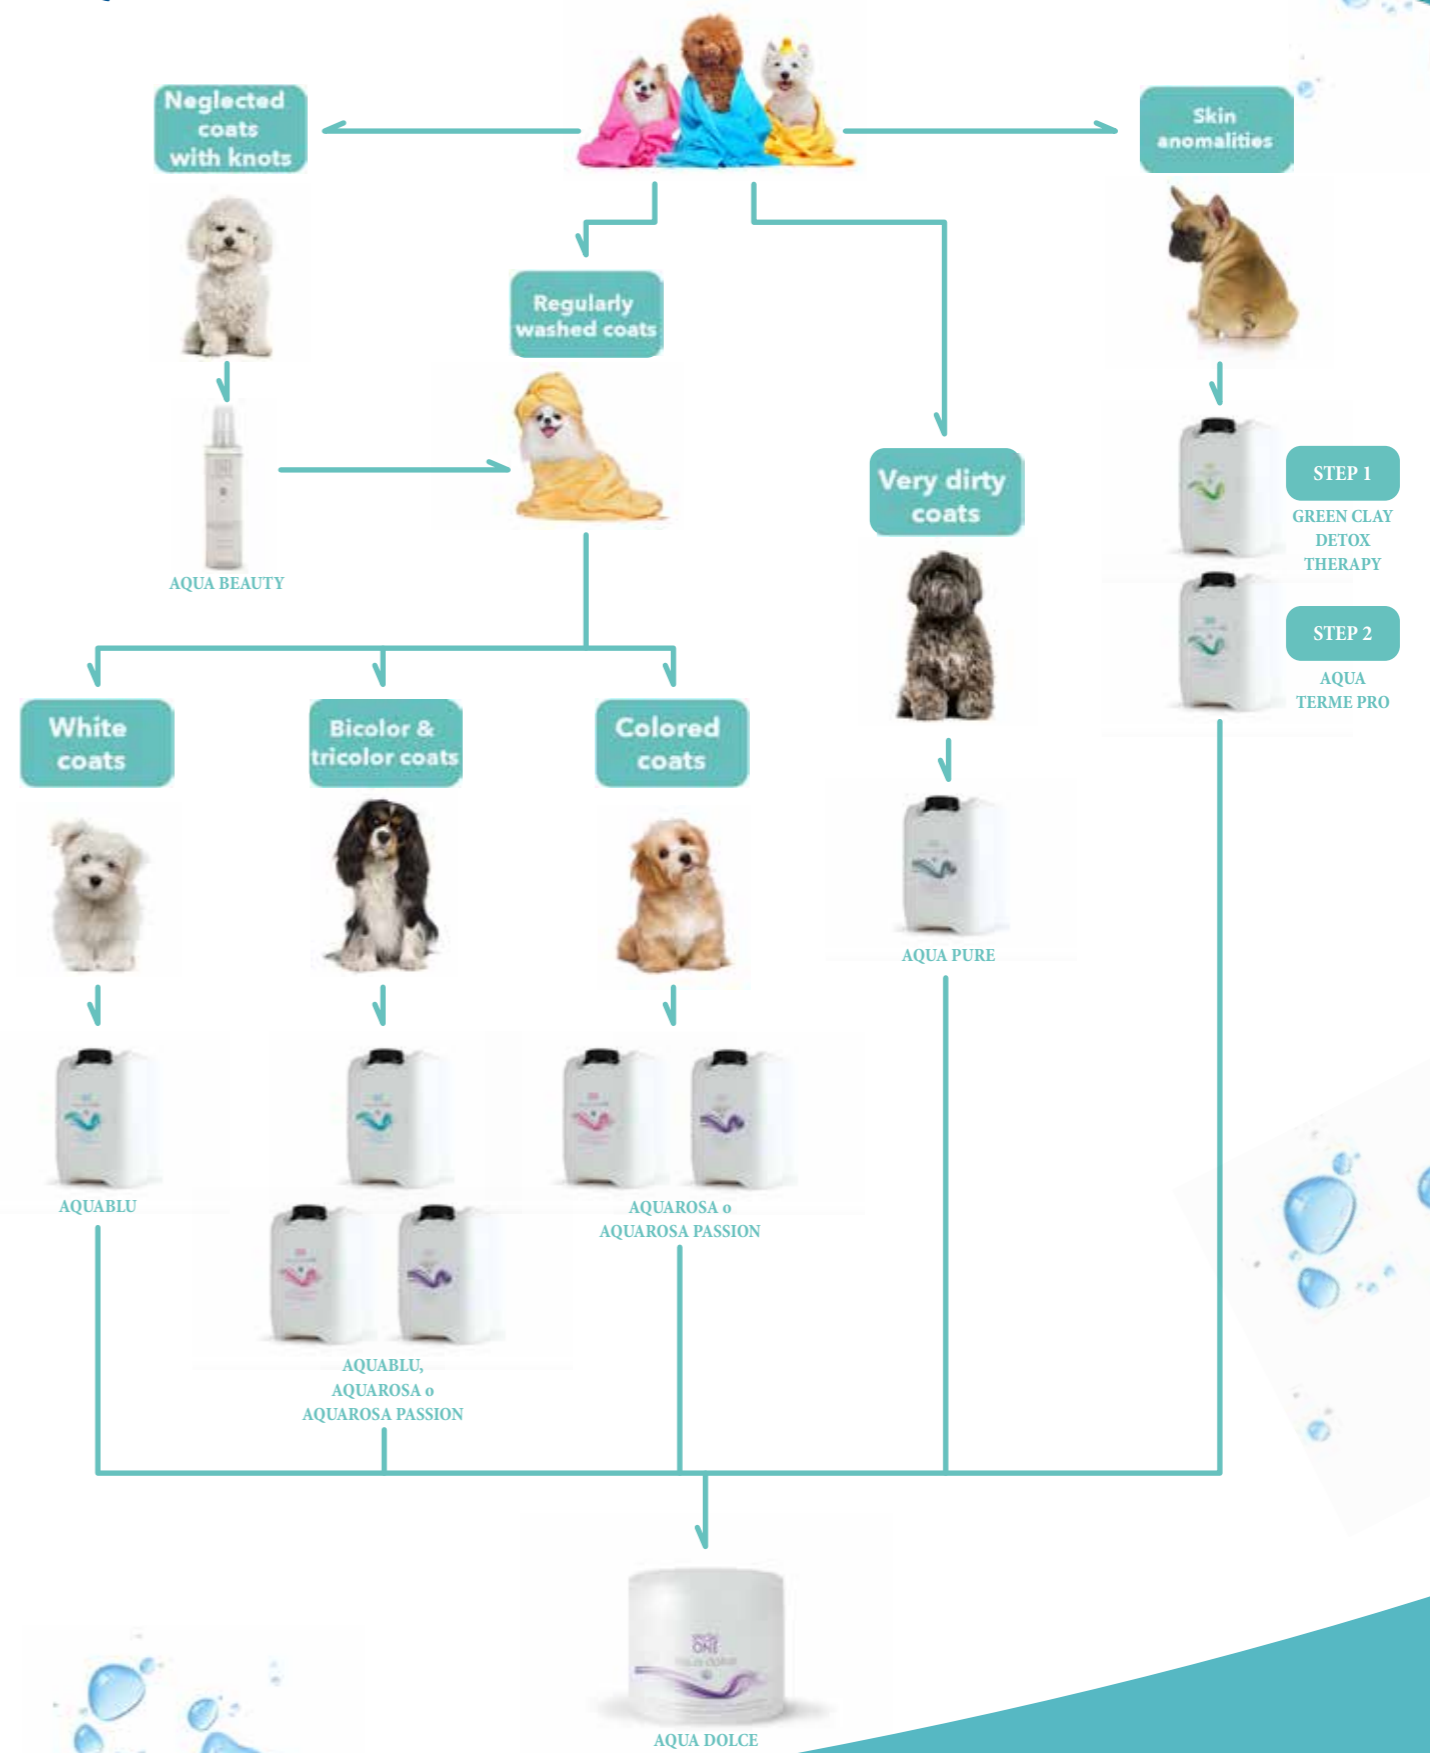 Neglected
coats
with knots
Skin
anomalities
Regularly
washed coats
Very dirty
coats
STEP 1
GREEN CLAY
DETOX
THERAPY
AQUA BEAUTY
STEP 2
AQUA
TERME PRO
White
coats
Bicolor &
tricolor coats
Colored
coats
AQUA PURE
AQUABLU
AQUAROSA o
AQUAROSA PASSION
AQUABLU,
AQUAROSA o
AQUAROSA PASSION
ONE
AQUA DOLCE